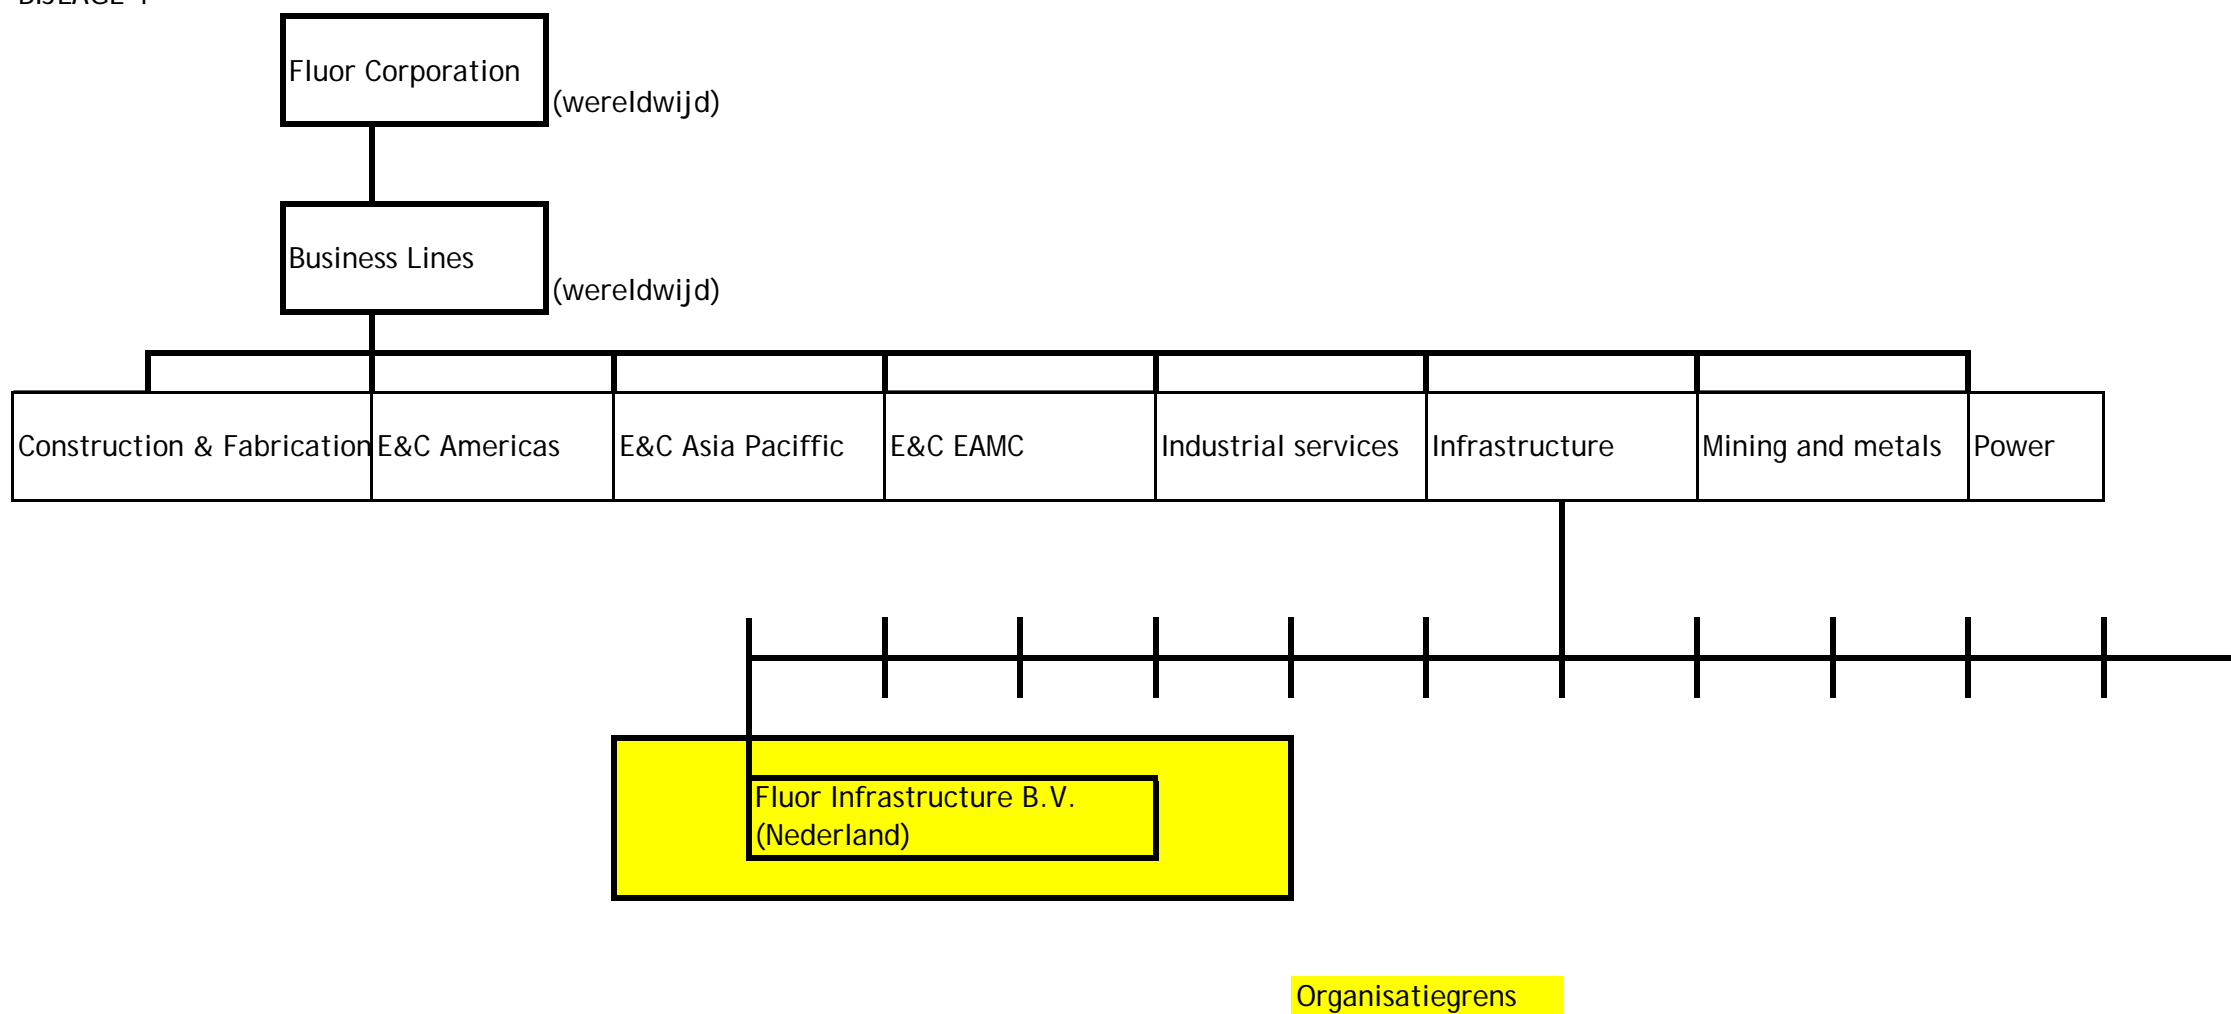 Fluor Corporation
(wereldwijd)
Business Lines
(wereldwijd)
Construction & Fabrication E&C Americas E&C Asia Paciffic E&C EAMC Industrial services Infrastructure Mining and metals Power
Fluor Infrastructure B.V.
(Nederland)
Organisatiegrens